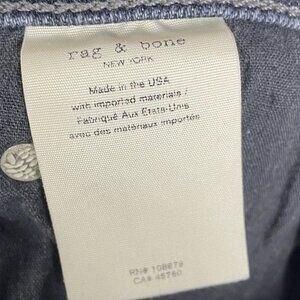 rag & bone
NEW YORK
Made in the USA
with imported materials /
Fabriqué Aux Etats-Unis
avec des matériaux importés
RN# 108679
CA# 45760